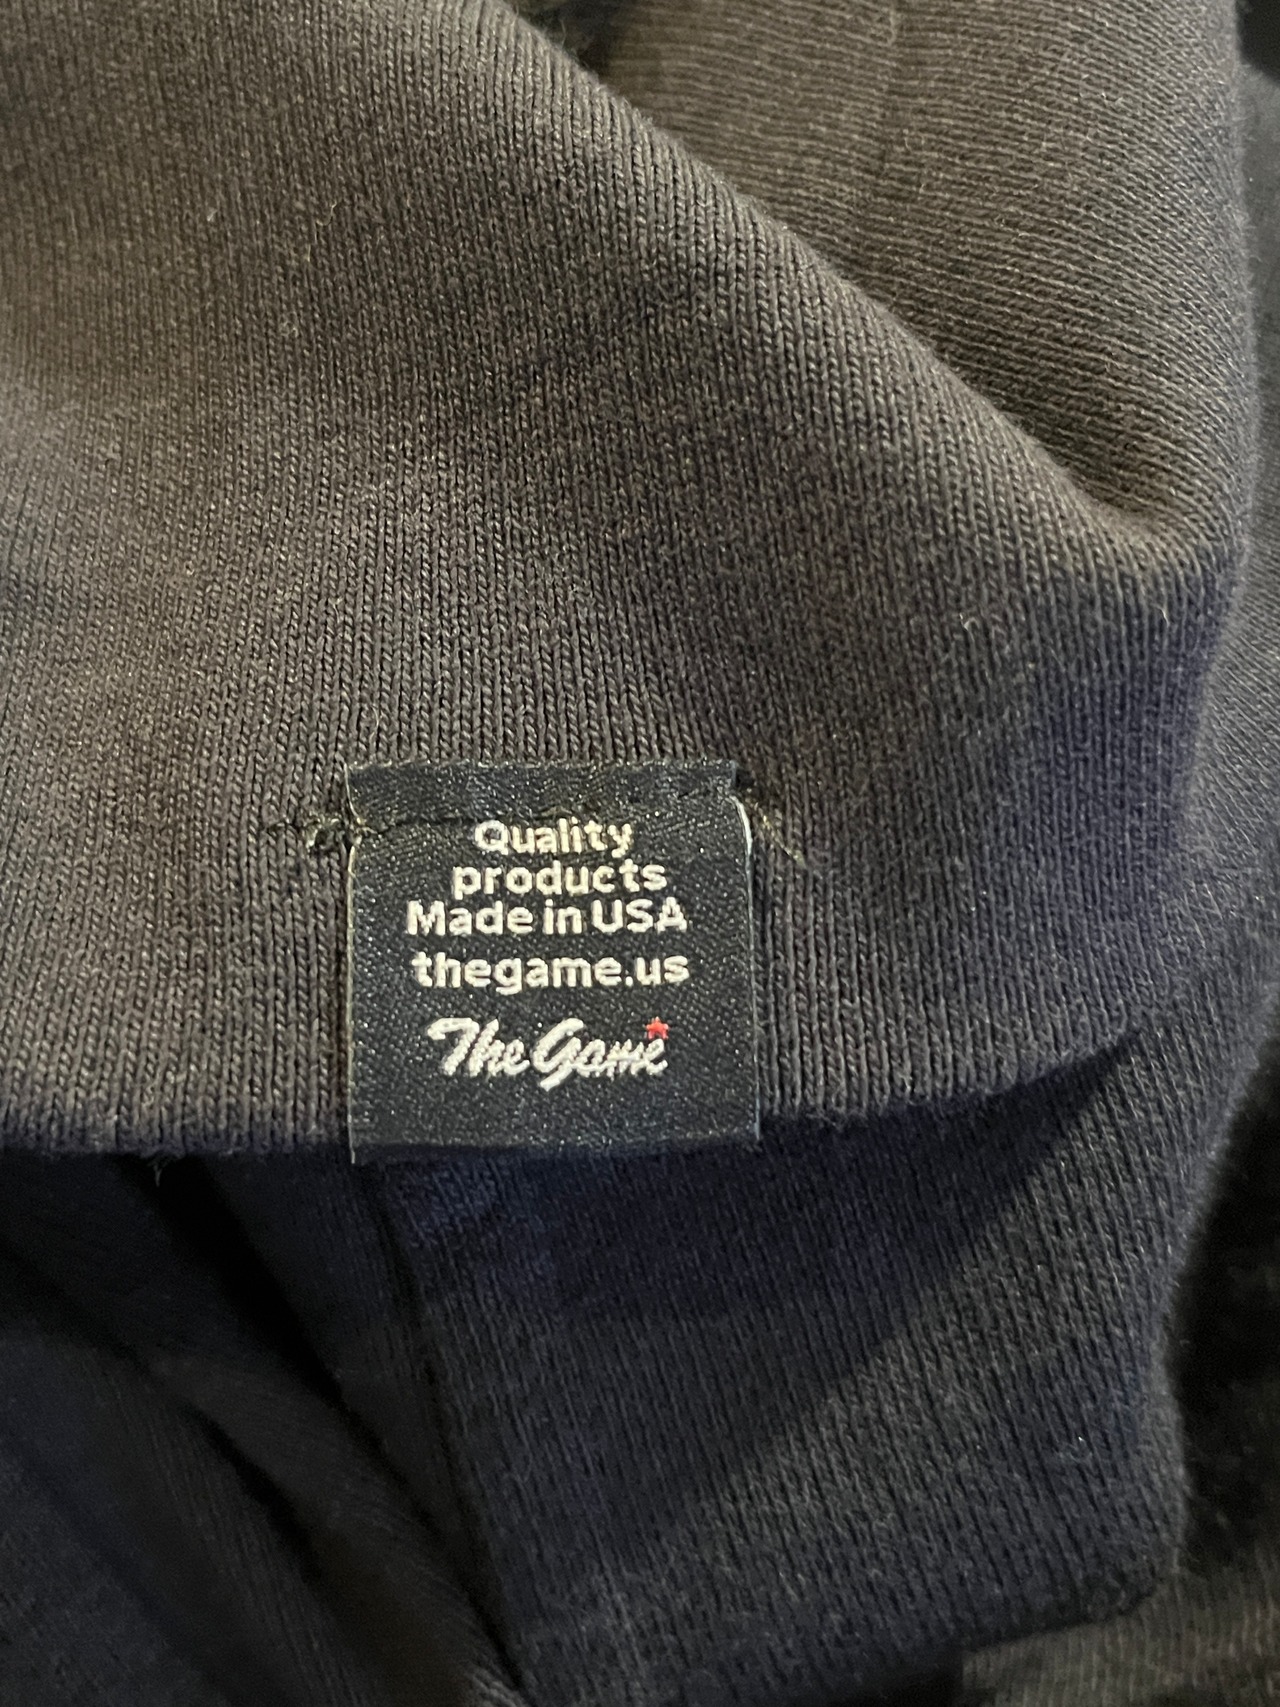 Quality
products
Made in USA
thegame.us
The Game